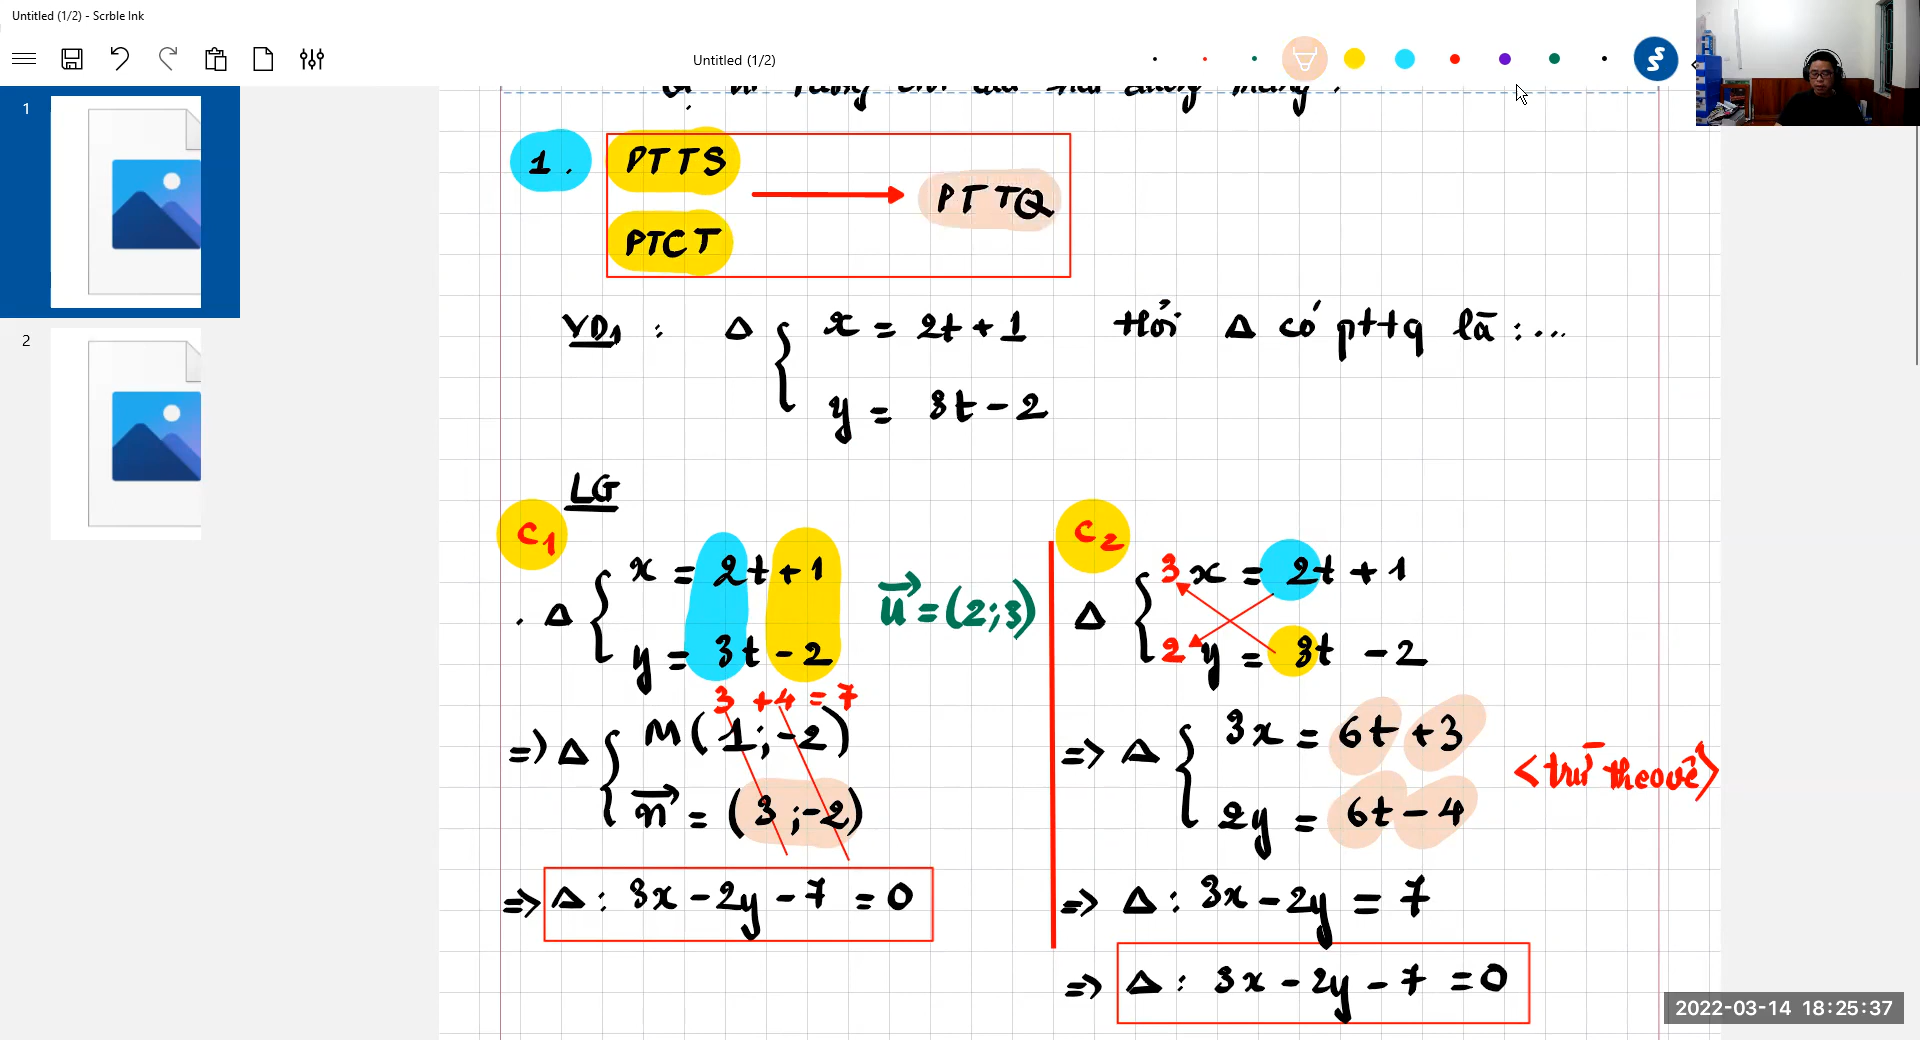 Untitled (1/2) - Scrble Ink
Untitled (1/2)
1
2
1.
PTTS
PTCT
PTTQ
VD1 : Δ { x = 2t + 1
y = 3t - 2
Hỏi Δ có pttq là : ...
LG
C1
. Δ { x = 2t + 1
y = 3t - 2
u⃗ = (2; 3)
3 + 4 = 7
=> Δ { M (1; -2)
n⃗ = (3; -2)
=> Δ : 3x - 2y - 7 = 0
C2
Δ { 3 x = 2t + 1
2 y = 3t - 2
=> Δ { 3x = 6t + 3
2y = 6t - 4
<trừ theo vế>
=> Δ : 3x - 2y = 7
=> Δ : 3x - 2y - 7 = 0
2022-03-14 18:25:37